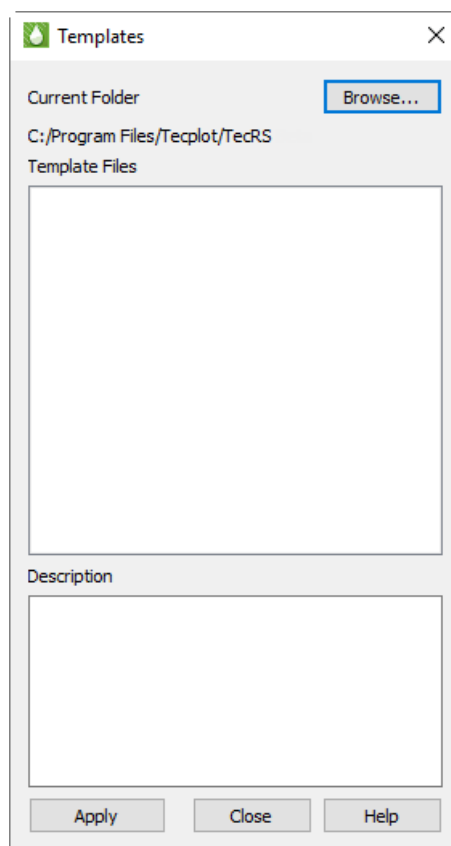 Templates
Current Folder Browse...
C:/Program Files/Tecplot/TecRS
Template Files
Description
Apply Close Help